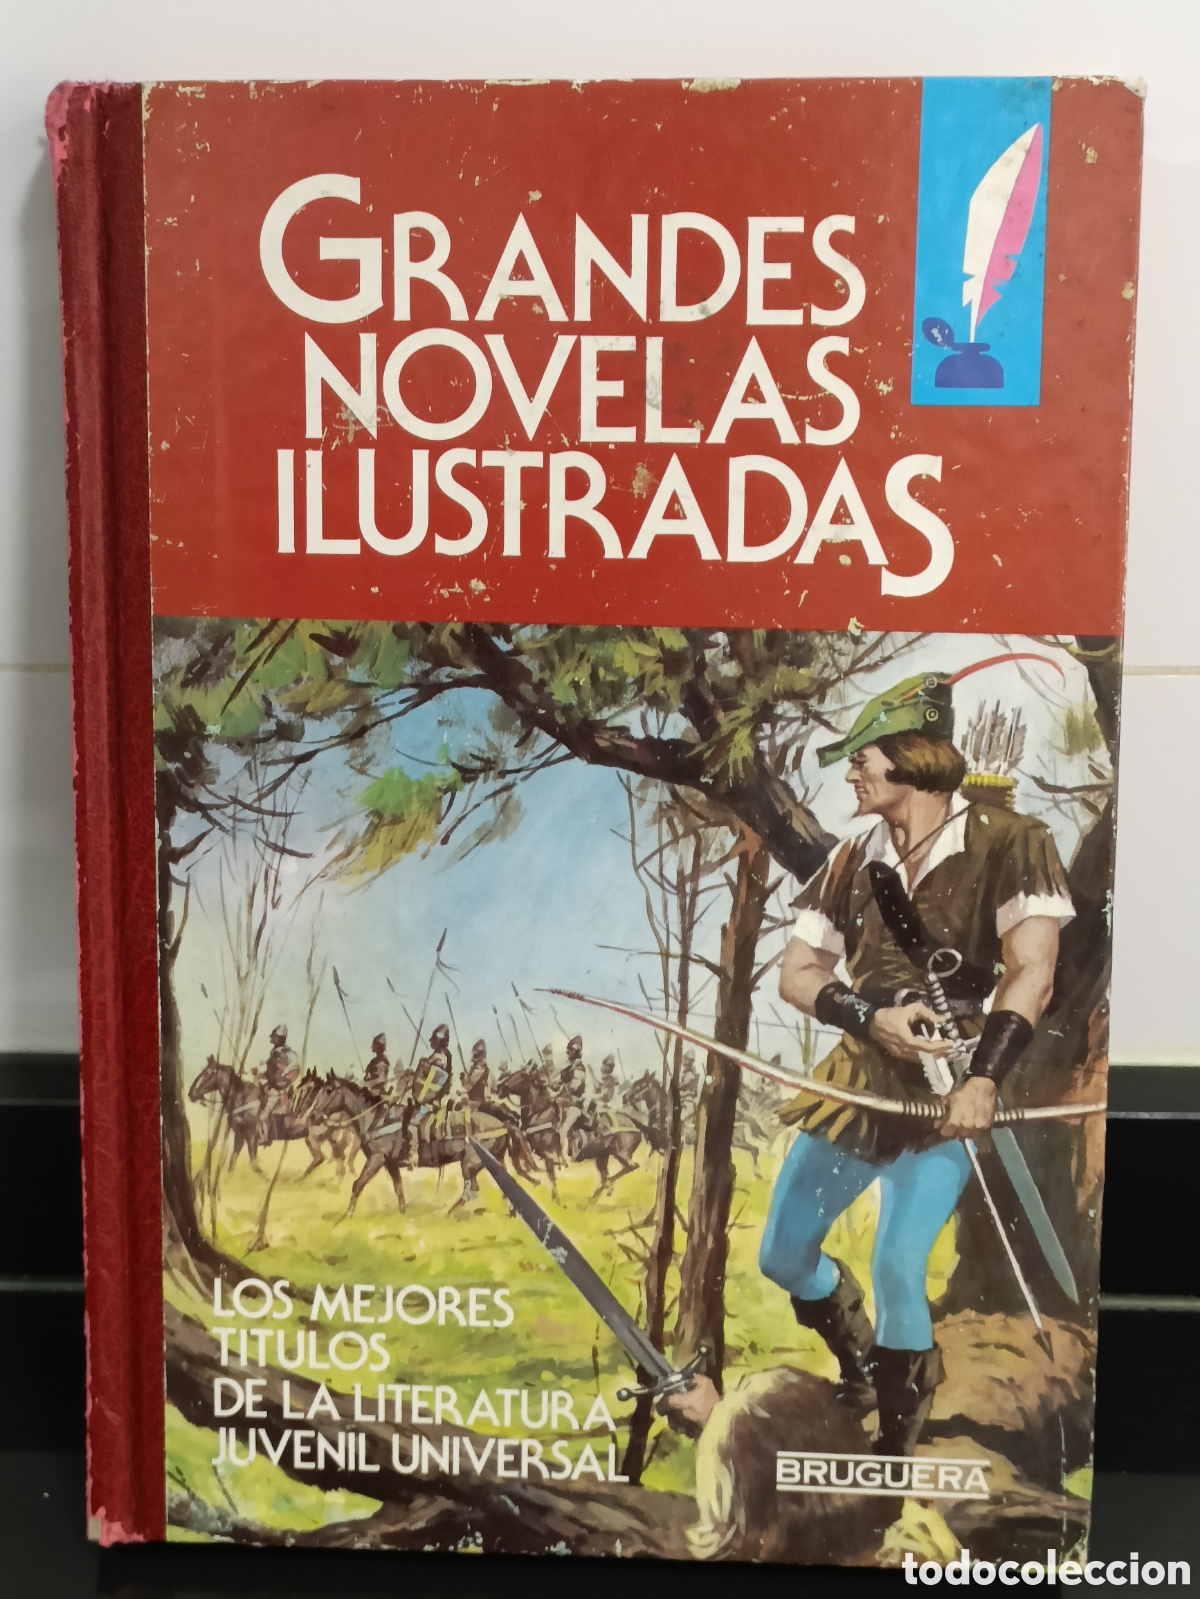 GRANDES
NOVELAS
ILUSTRADAS
LOS MEJORES
TITULOS
DE LA LITERATURA
JUVENIL UNIVERSAL
BRUGUERA
todocoleccion